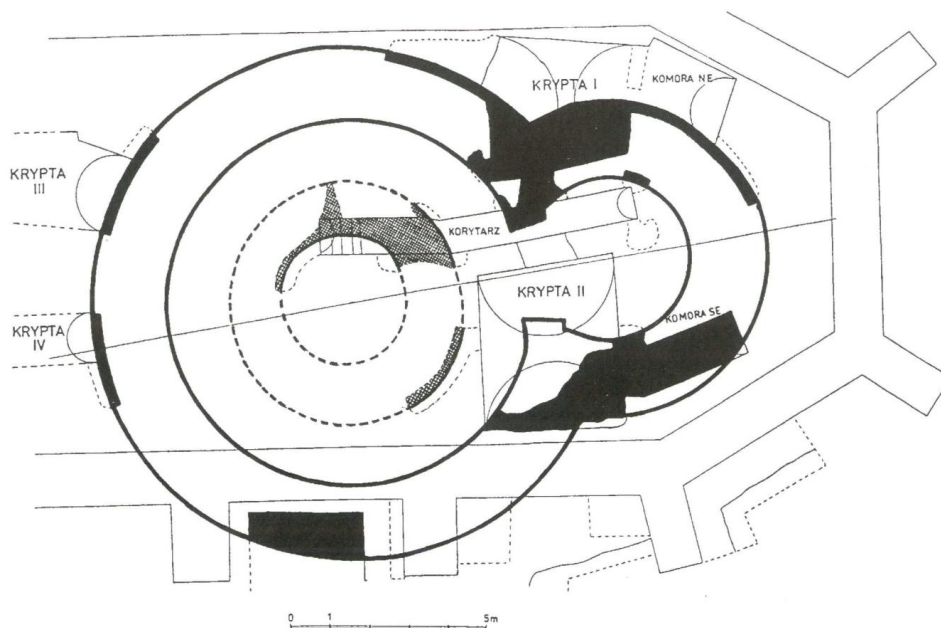 KRYPTA I
KOMORA NE
KRYPTA
III
KORYTARZ
KRYPTA II
KRYPTA
IV
KOMORA SE
0 1 5m